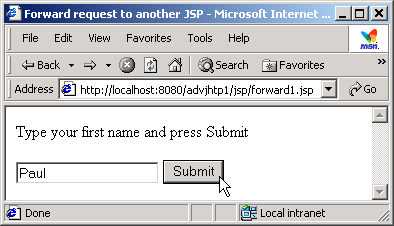 Forward request to another JSP - Microsoft Internet ...
File Edit View Favorites Tools Help
msn.
Back Search Favorites
Address http://localhost:8080/advjhtp1/jsp/forward1.jsp Go
Type your first name and press Submit
Paul Submit
Done Local intranet